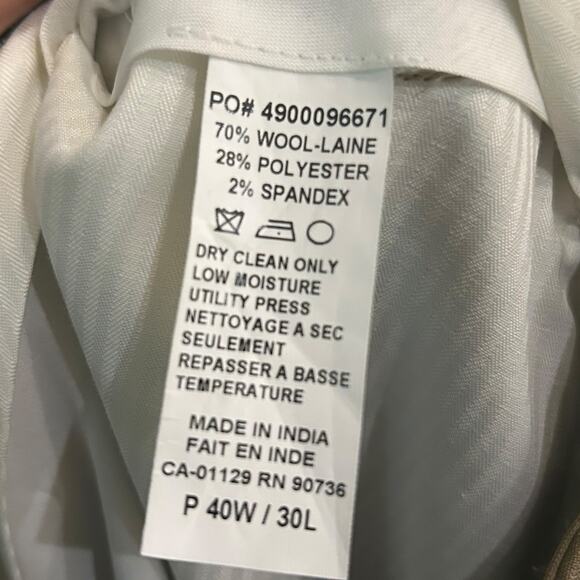 PO# 4900096671
70% WOOL-LAINE
28% POLYESTER
2% SPANDEX
DRY CLEAN ONLY
LOW MOISTURE
UTILITY PRESS
NETTOYAGE A SEC
SEULEMENT
REPASSER A BASSE
TEMPERATURE
MADE IN INDIA
FAIT EN INDE
CA-01129 RN 90736
P 40W / 30L